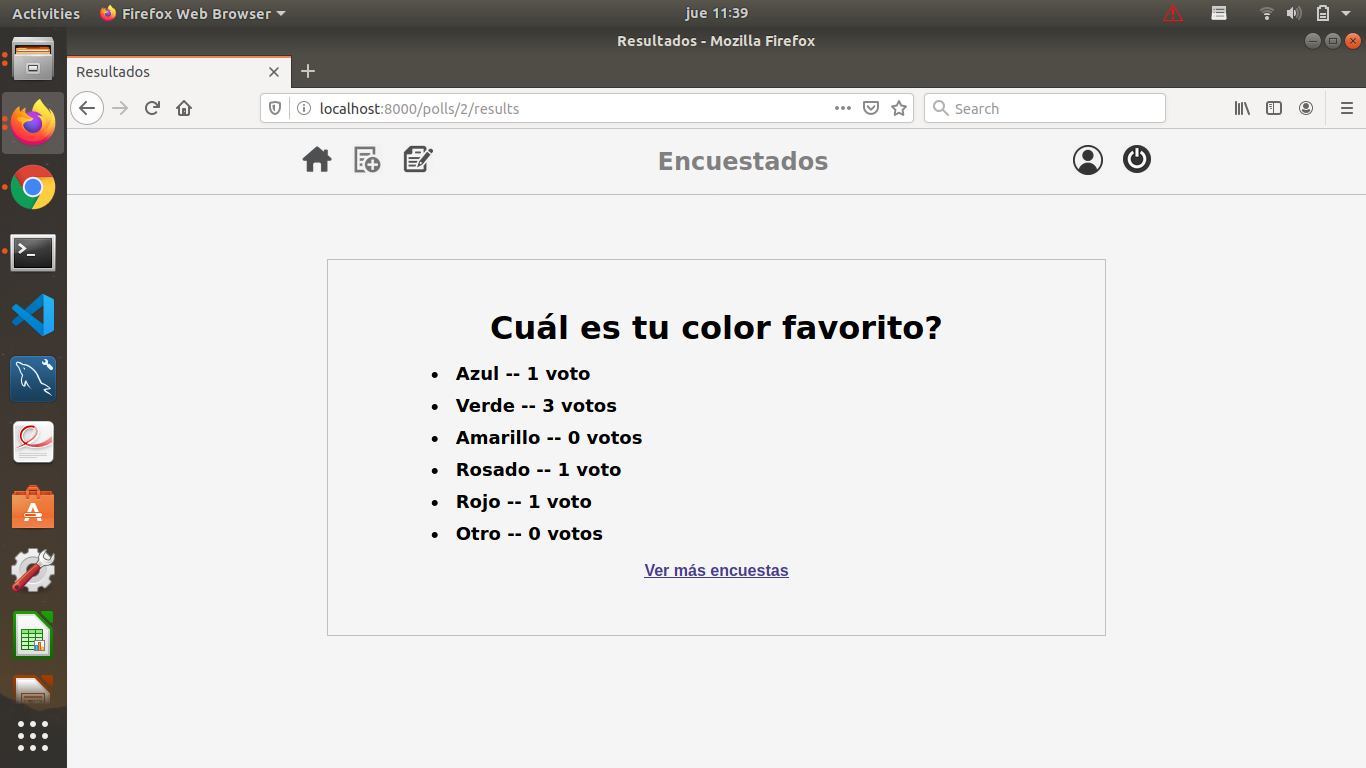 Activities Firefox Web Browser jue 11:39
Resultados - Mozilla Firefox
Resultados
localhost:8000/polls/2/results Search
Encuestados
Cuál es tu color favorito?
• Azul -- 1 voto
• Verde -- 3 votos
• Amarillo -- 0 votos
• Rosado -- 1 voto
• Rojo -- 1 voto
• Otro -- 0 votos
Ver más encuestas